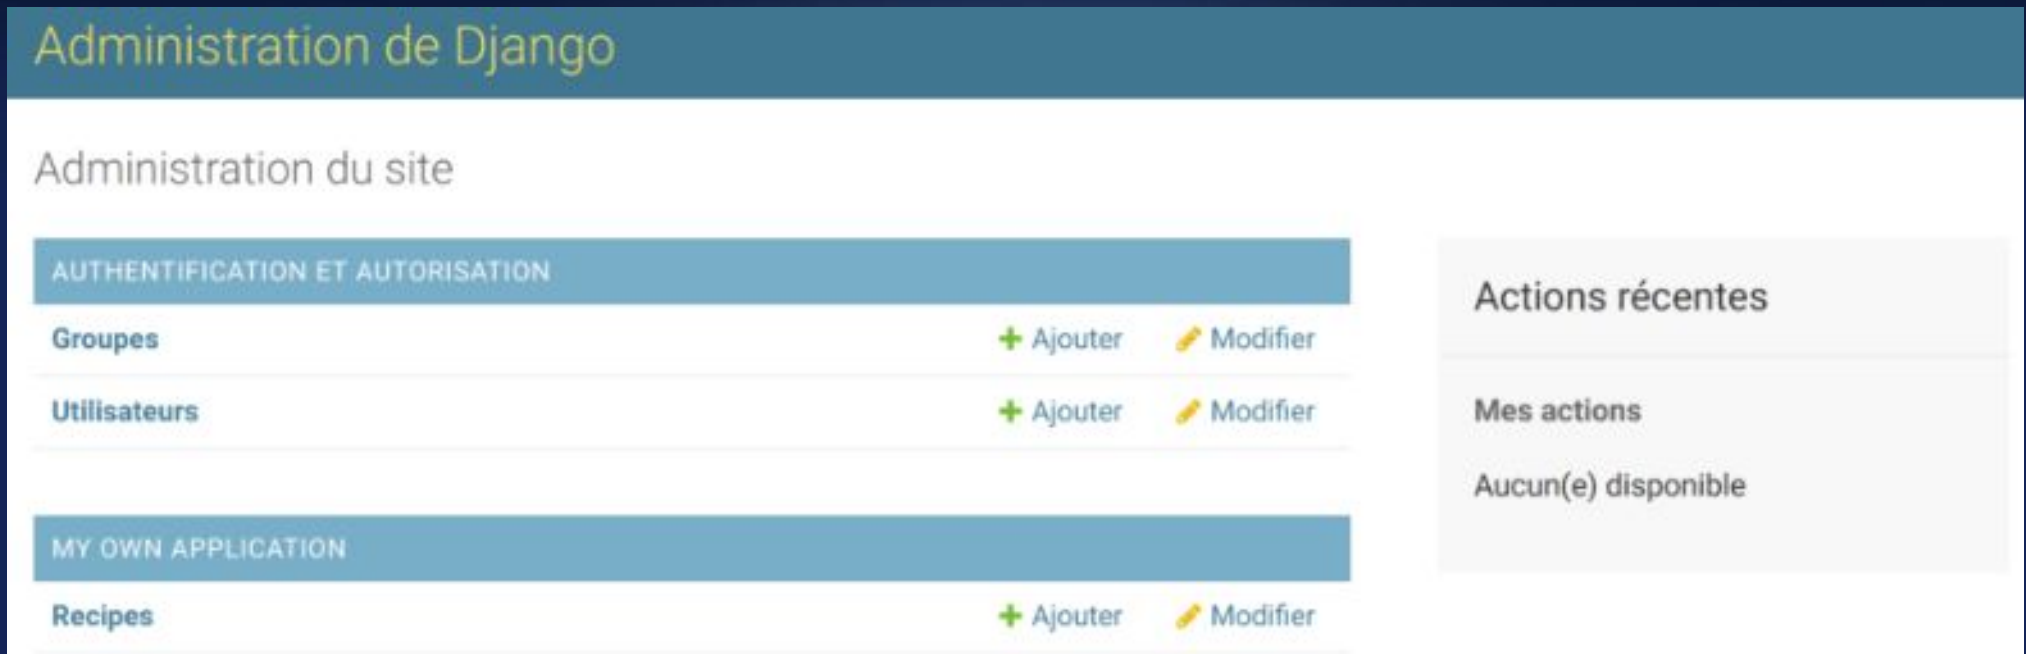 Administration de Django
Administration du site
AUTHENTIFICATION ET AUTORISATION
Groupes Ajouter Modifier
Utilisateurs Ajouter Modifier
MY OWN APPLICATION
Recipes Ajouter Modifier
Actions récentes
Mes actions
Aucun(e) disponible